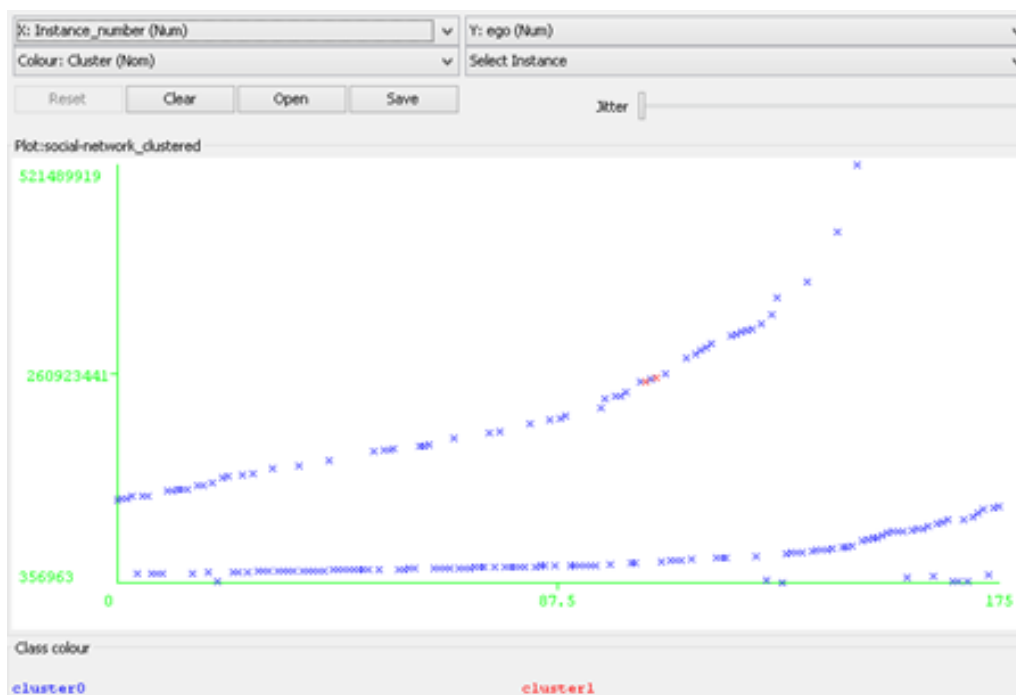 X: Instance_number (Num) Y: ego (Num)
Colour: Cluster (Nom) Select Instance
Reset Clear Open Save Jitter
Plot:social-network_clustered
521489919
260923441
356963
0 87.5 175
Class colour
cluster0 cluster1